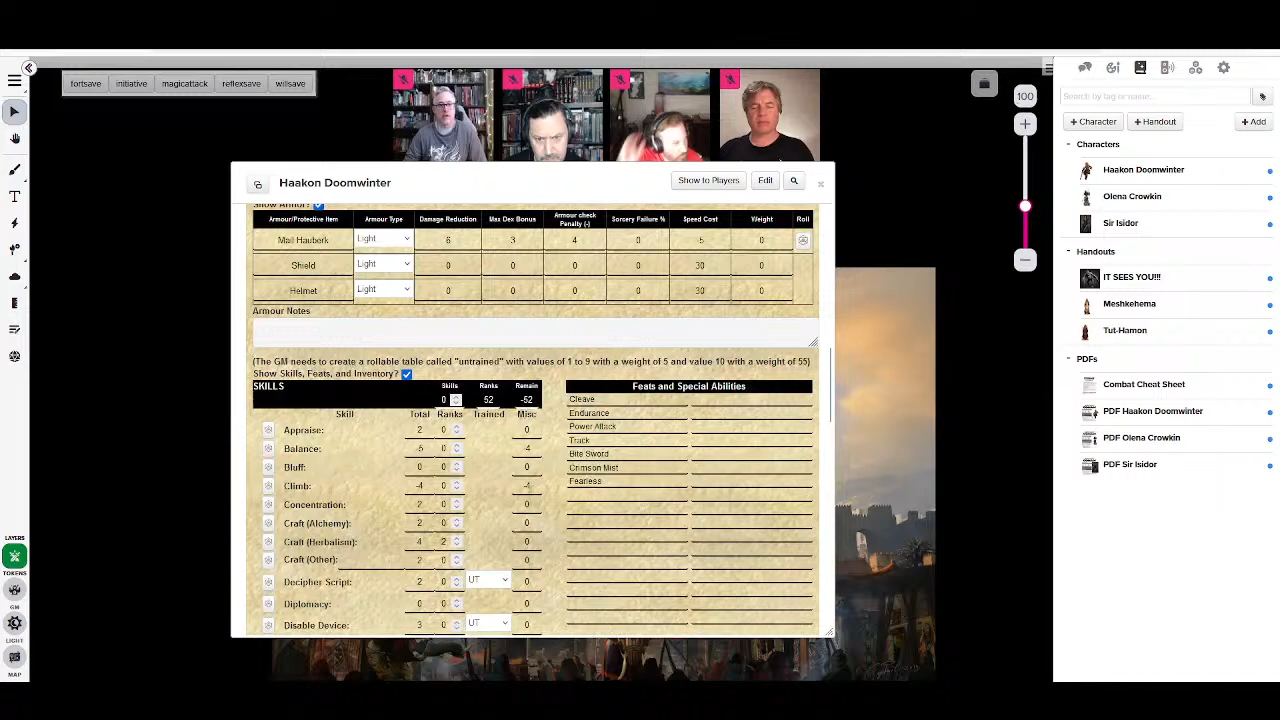 fortsave initiative magicattack reflexsave willsave
100
Search by tag or name...
+ Character + Handout + Add
Characters
Haakon Doomwinter
Olena Crowkin
Sir Isidor
Handouts
IT SEES YOU!!!
Meshkehema
Tut-Hamon
PDFs
Combat Cheat Sheet
PDF Haakon Doomwinter
PDF Olena Crowkin
PDF Sir Isidor
LAYERS
TOKENS
GM
LIGHT
MAP
Haakon Doomwinter Show to Players Edit
Show Armor?
Armour/Protective Item Armour Type Damage Reduction Max Dex Bonus Armour check Penalty (-) Sorcery Failure % Speed Cost Weight Roll
Mail Hauberk Light 6 3 4 0 5 0
Shield Light 0 0 0 0 30 0
Helmet Light 0 0 0 0 30 0
Armour Notes
(The GM needs to create a rollable table called "untrained" with values of 1 to 9 with a weight of 5 and value 10 with a weight of 55)
Show Skills, Feats, and Inventory?
SKILLS Skills Ranks Remain
0 52 -52
Skill Total Ranks Trained Misc
Appraise: 2 0 0
Balance: -5 0 -4
Bluff: 0 0 0
Climb: -4 0 -4
Concentration: 2 0 0
Craft (Alchemy): 2 0 0
Craft (Herbalism): 4 2 0
Craft (Other): 2 0 0
Decipher Script: 2 0 UT 0
Diplomacy: 0 0 0
Disable Device: 3 0 UT 0
Feats and Special Abilities
Cleave
Endurance
Power Attack
Track
Bite Sword
Crimson Mist
Fearless